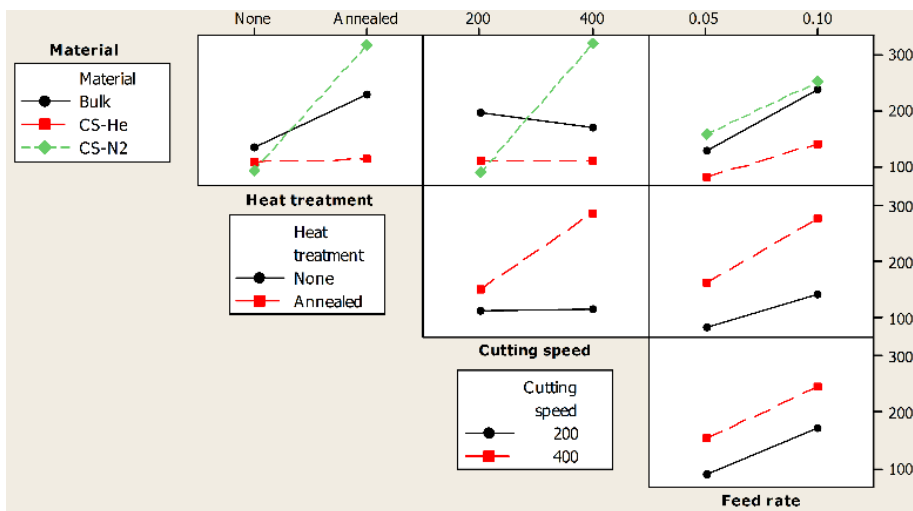 None Annealed 200 400 0.05 0.10
Material
Material
Bulk
CS-He
CS-N2
300
200
100
Heat treatment
Heat
treatment
None
Annealed
300
200
100
Cutting speed
Cutting
speed
200
400
300
200
100
Feed rate